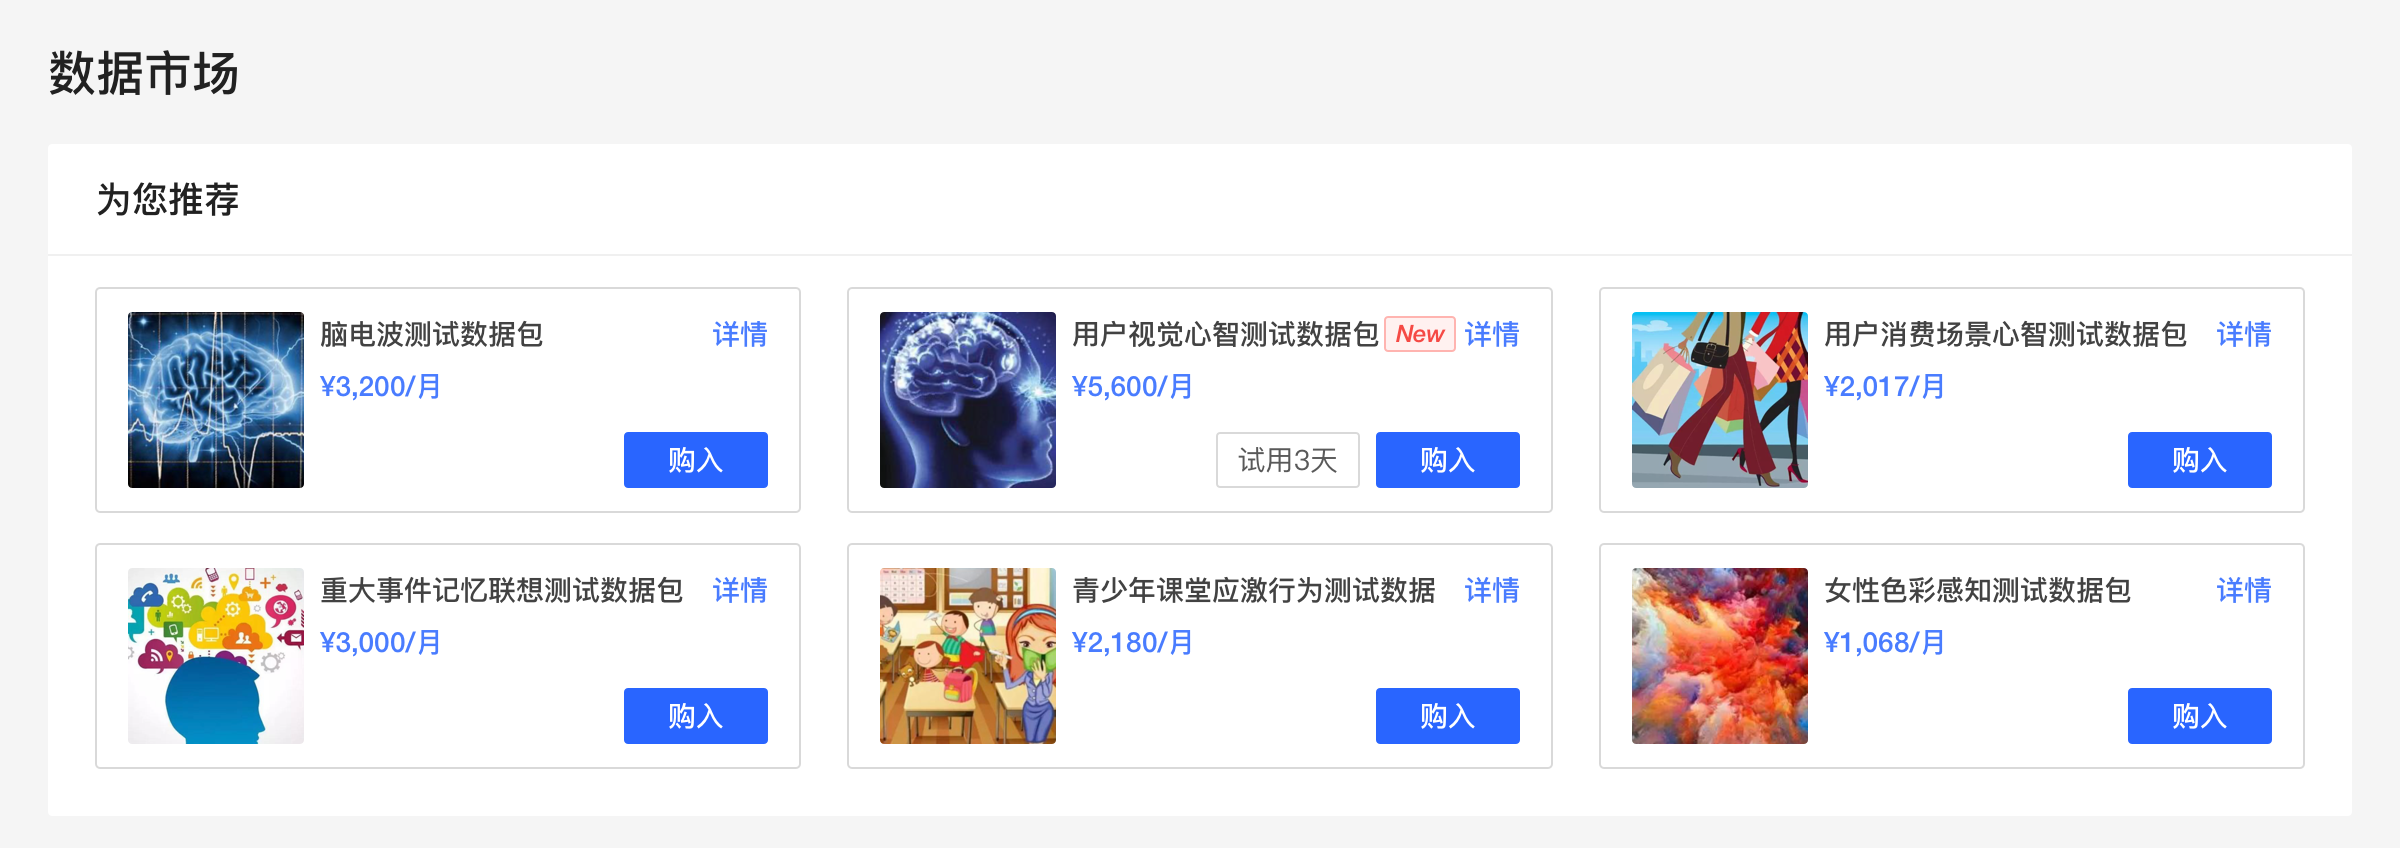 数据市场
为您推荐
脑电波测试数据包 详情
¥3,200/月
购入
用户视觉心智测试数据包 New 详情
¥5,600/月
试用3天 购入
用户消费场景心智测试数据包 详情
¥2,017/月
购入
重大事件记忆联想测试数据包 详情
¥3,000/月
购入
青少年课堂应激行为测试数据 详情
¥2,180/月
购入
女性色彩感知测试数据包 详情
¥1,068/月
购入